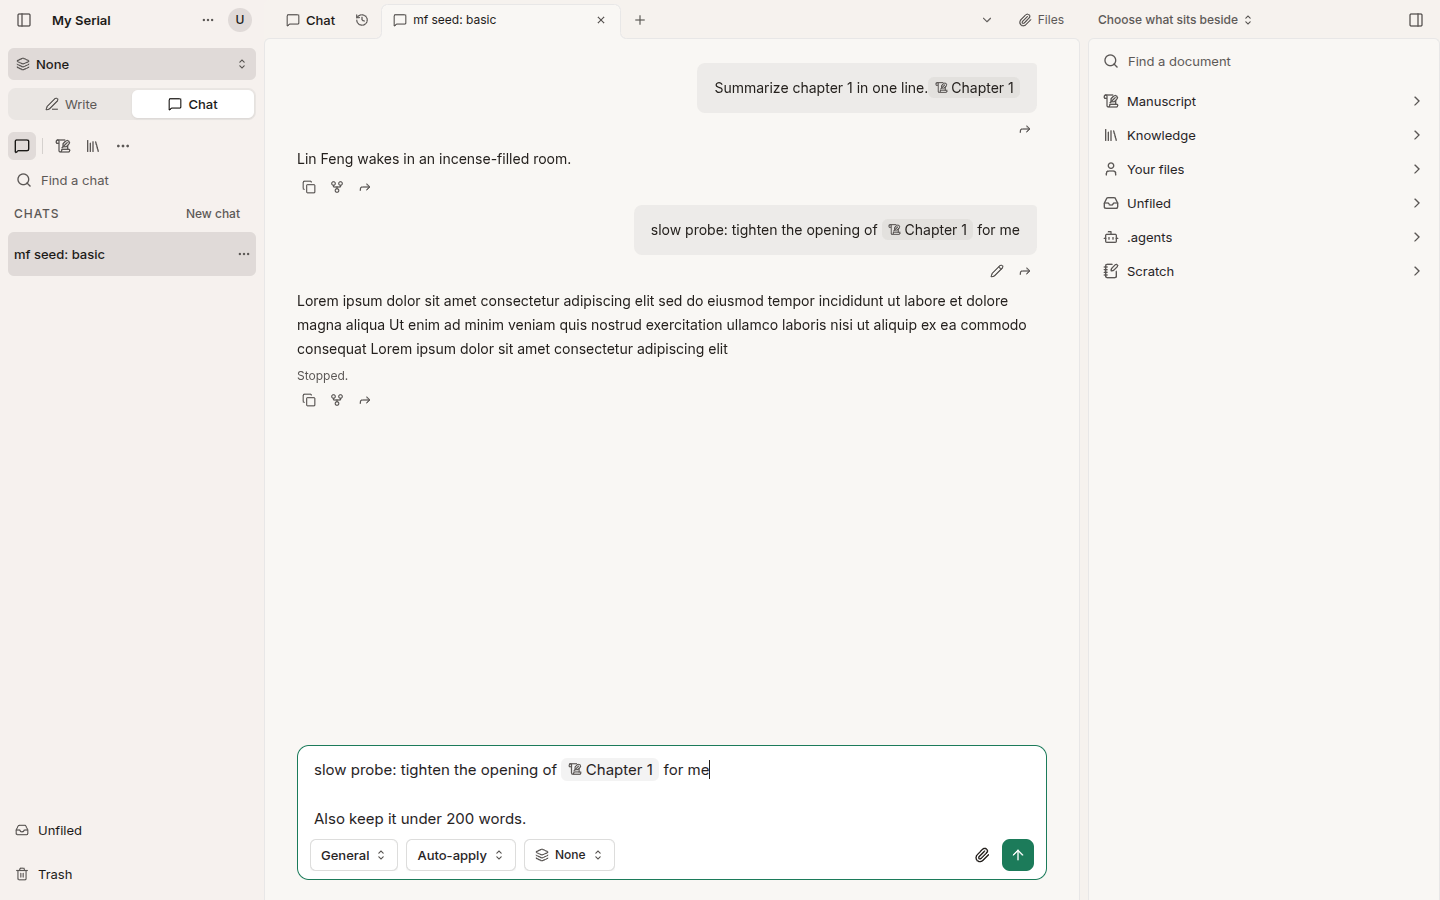 My Serial
U
None
Write
Chat
Find a chat
CHATS
New chat
mf seed: basic
Unfiled
Trash
Chat
mf seed: basic
Files
Summarize chapter 1 in one line. Chapter 1
Lin Feng wakes in an incense-filled room.
slow probe: tighten the opening of Chapter 1 for me
Lorem ipsum dolor sit amet consectetur adipiscing elit sed do eiusmod tempor incididunt ut labore et dolore
magna aliqua Ut enim ad minim veniam quis nostrud exercitation ullamco laboris nisi ut aliquip ex ea commodo
consequat Lorem ipsum dolor sit amet consectetur adipiscing elit
Stopped.
slow probe: tighten the opening of Chapter 1 for me
Also keep it under 200 words.
General
Auto-apply
None
Choose what sits beside
Find a document
Manuscript
Knowledge
Your files
Unfiled
.agents
Scratch